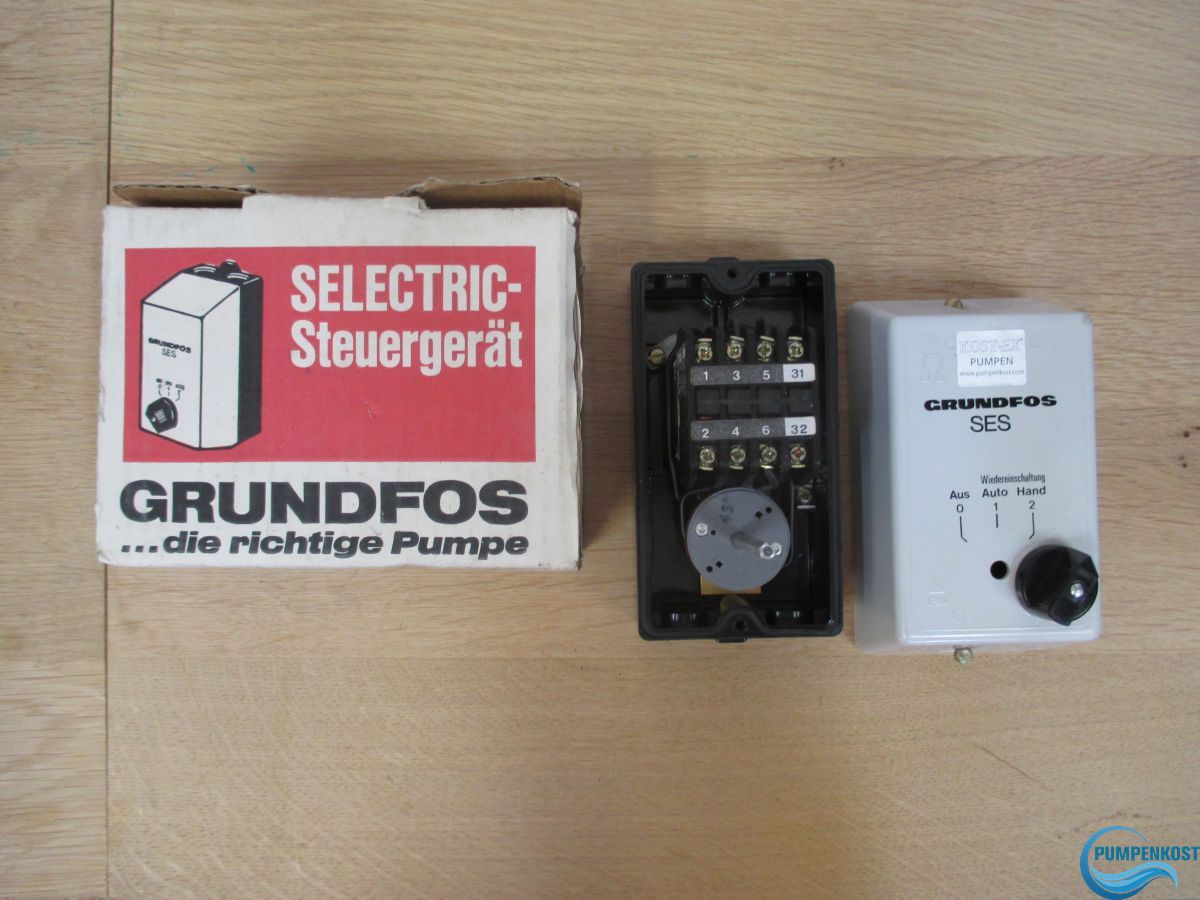 SELECTRIC-
Steuergerät
GRUNDFOS
SES
GRUNDFOS
...die richtige Pumpe
1 3 5 31
2 4 6 32
KOST-EX
PUMPEN
www.pumpenkost.com
GRUNDFOS
SES
Wiedereinschaltung
Aus Auto Hand
0 1 2
PUMPENKOST